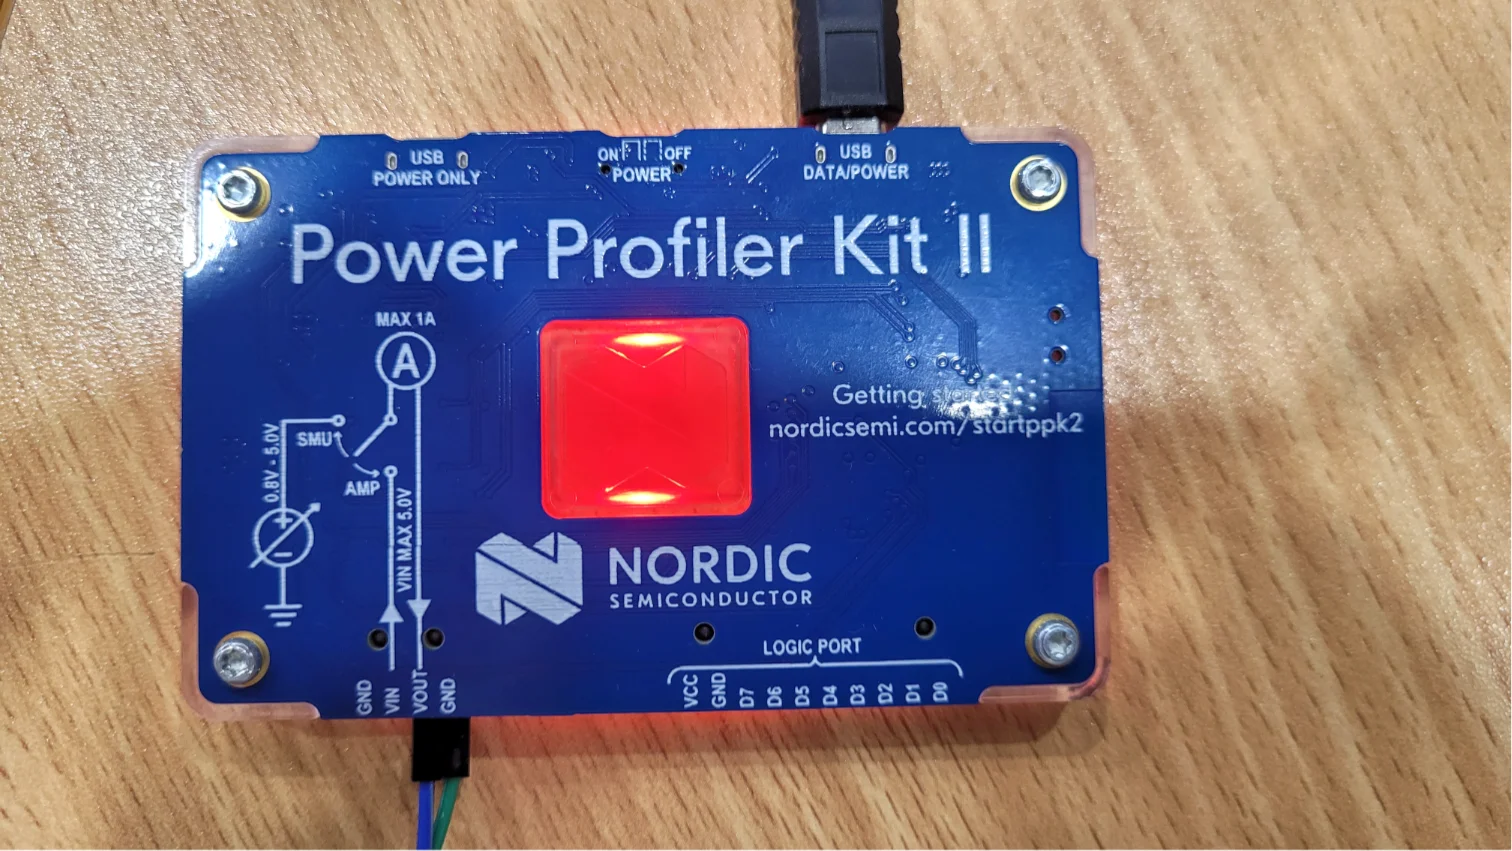 USB
POWER ONLY
ON
OFF
POWER
USB
DATA/POWER
Power Profiler Kit II
MAX 1A
A
SMU
AMP
0.8V - 5.0V
VIN MAX 5.0V
Getting started
nordicsemi.com/startppk2
NORDIC
SEMICONDUCTOR
LOGIC PORT
GND
VIN
VOUT
GND
VCC
GND
D7
D6
D5
D4
D3
D2
D1
D0